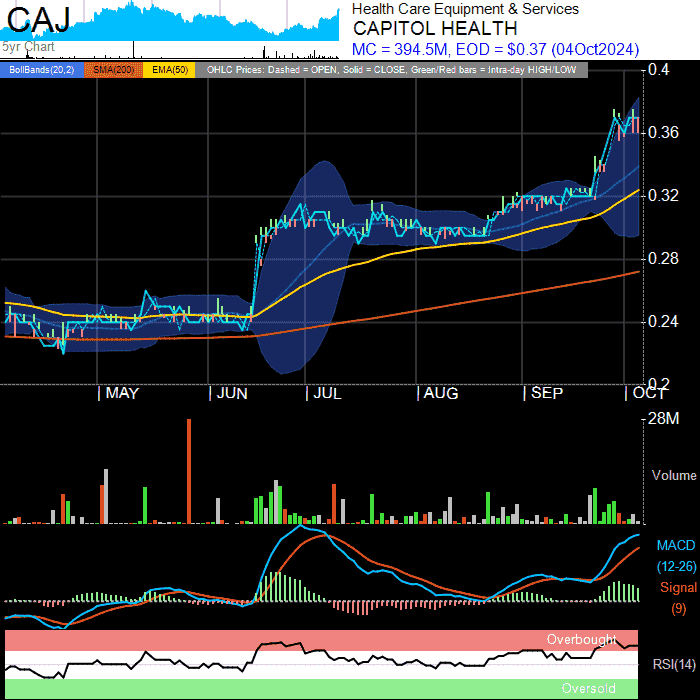 CAJ
5yr Chart
Health Care Equipment & Services
CAPITOL HEALTH
MC = 394.5M, EOD = $0.37 (04Oct2024)
BollBands(20,2) SMA(200) EMA(50) OHLC Prices: Dashed = OPEN, Solid = CLOSE, Green/Red bars = Intra-day HIGH/LOW
0.4
0.36
0.32
0.28
0.24
0.2
MAY JUN JUL AUG SEP OCT
28M
Volume
MACD
(12-26)
Signal
(9)
Overbought
RSI(14)
Oversold